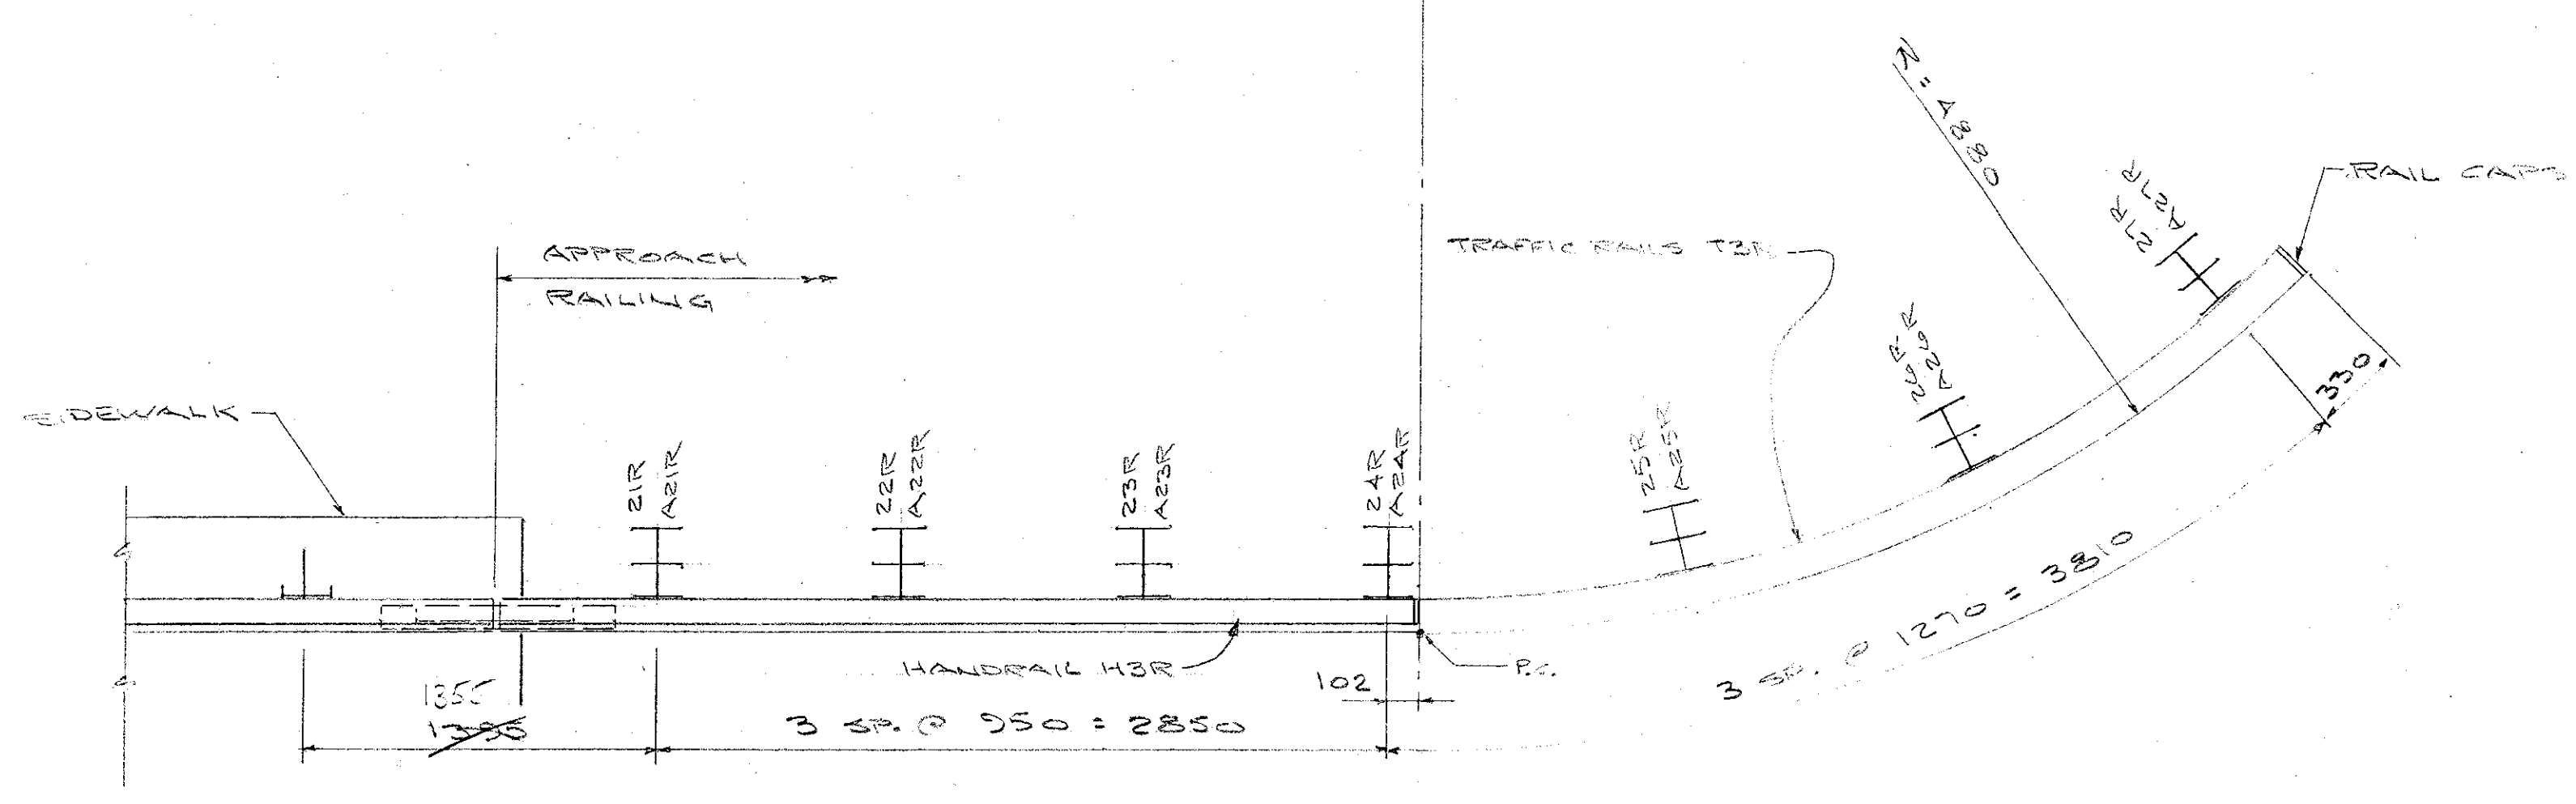 R = 4880
RAIL CAPS
27R
A27R
APPROACH
RAILING
TRAFFIC RAILS T3R
26R
A26R
330
SIDEWALK
21R
A21R
22R
A22R
23R
A23R
24R
A24R
25R
A25R
HANDRAIL H3R
P.C.
102
1355
1395
3 SP. @ 950 = 2850
3 SP. @ 1270 = 3810